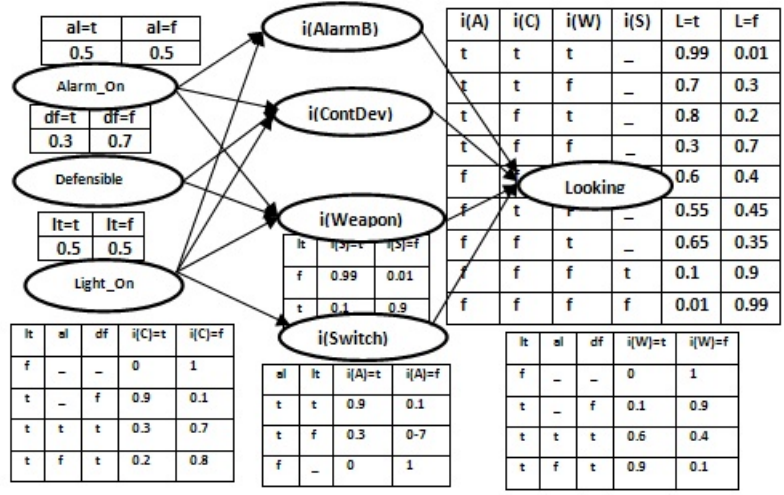 al=t al=f
0.5 0.5
Alarm_On
df=t df=f
0.3 0.7
Defensible
lt=t lt=f
0.5 0.5
Light_On
i(AlarmB)
i(ContDev)
i(Weapon)
lt i(S)=t i(S)=f
f 0.99 0.01
t 0.1 0.9
i(Switch)
i(A) i(C) i(W) i(S) L=t L=f
t t t _ 0.99 0.01
t t f _ 0.7 0.3
t f t _ 0.8 0.2
t f f _ 0.3 0.7
f 0.6 0.4
Looking
f t _ 0.55 0.45
f f t _ 0.65 0.35
f f f t 0.1 0.9
f f f f 0.01 0.99
lt al df i(C)=t i(C)=f
f _ _ 0 1
t _ f 0.9 0.1
t t t 0.3 0.7
t f t 0.2 0.8
al lt i(A)=t i(A)=f
t t 0.9 0.1
t f 0.3 0-7
f _ 0 1
lt al df i(W)=t i(W)=f
f _ _ 0 1
t _ f 0.1 0.9
t t t 0.6 0.4
t f t 0.9 0.1